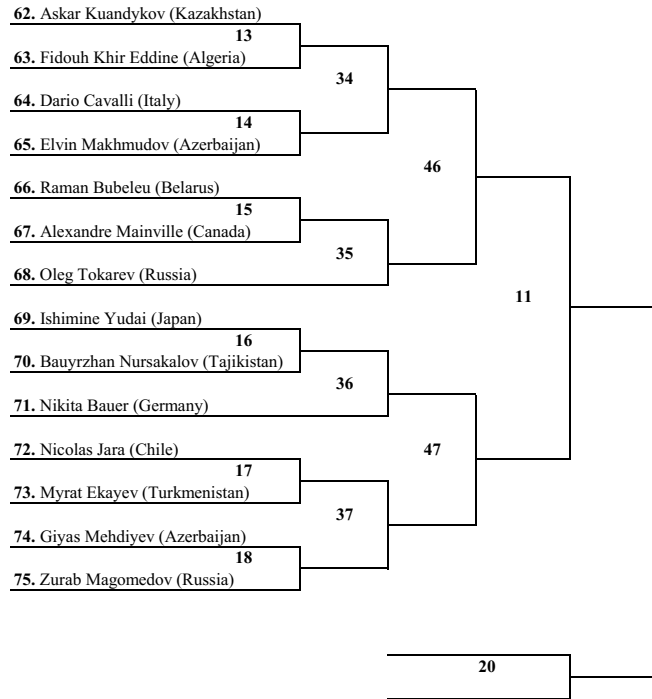 62. Askar Kuandykov (Kazakhstan)
13
63. Fidouh Khir Eddine (Algeria)
34
64. Dario Cavalli (Italy)
14
65. Elvin Makhmudov (Azerbaijan)
46
66. Raman Bubeleu (Belarus)
15
67. Alexandre Mainville (Canada)
35
68. Oleg Tokarev (Russia)
11
69. Ishimine Yudai (Japan)
16
70. Bauyrzhan Nursakalov (Tajikistan)
36
71. Nikita Bauer (Germany)
72. Nicolas Jara (Chile)
47
17
73. Myrat Ekayev (Turkmenistan)
37
74. Giyas Mehdiyev (Azerbaijan)
18
75. Zurab Magomedov (Russia)
20